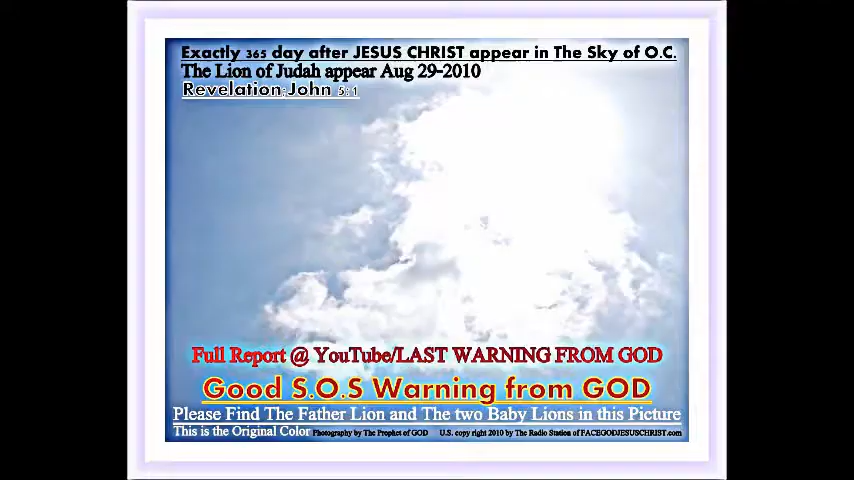 Exactly 365 day after JESUS CHRIST appear in The Sky of O.C.
The Lion of Judah appear Aug 29-2010
Revelation;John 5:1
Full Report @ YouTube/LAST WARNING FROM GOD
Good S.O.S Warning from GOD
Please Find The Father Lion and The two Baby Lions in this Picture
This is the Original Color Photography by The Prophet of GOD U.S. copy right 2010 by The Radio Station of FACEGODJESUSCHRIST.com